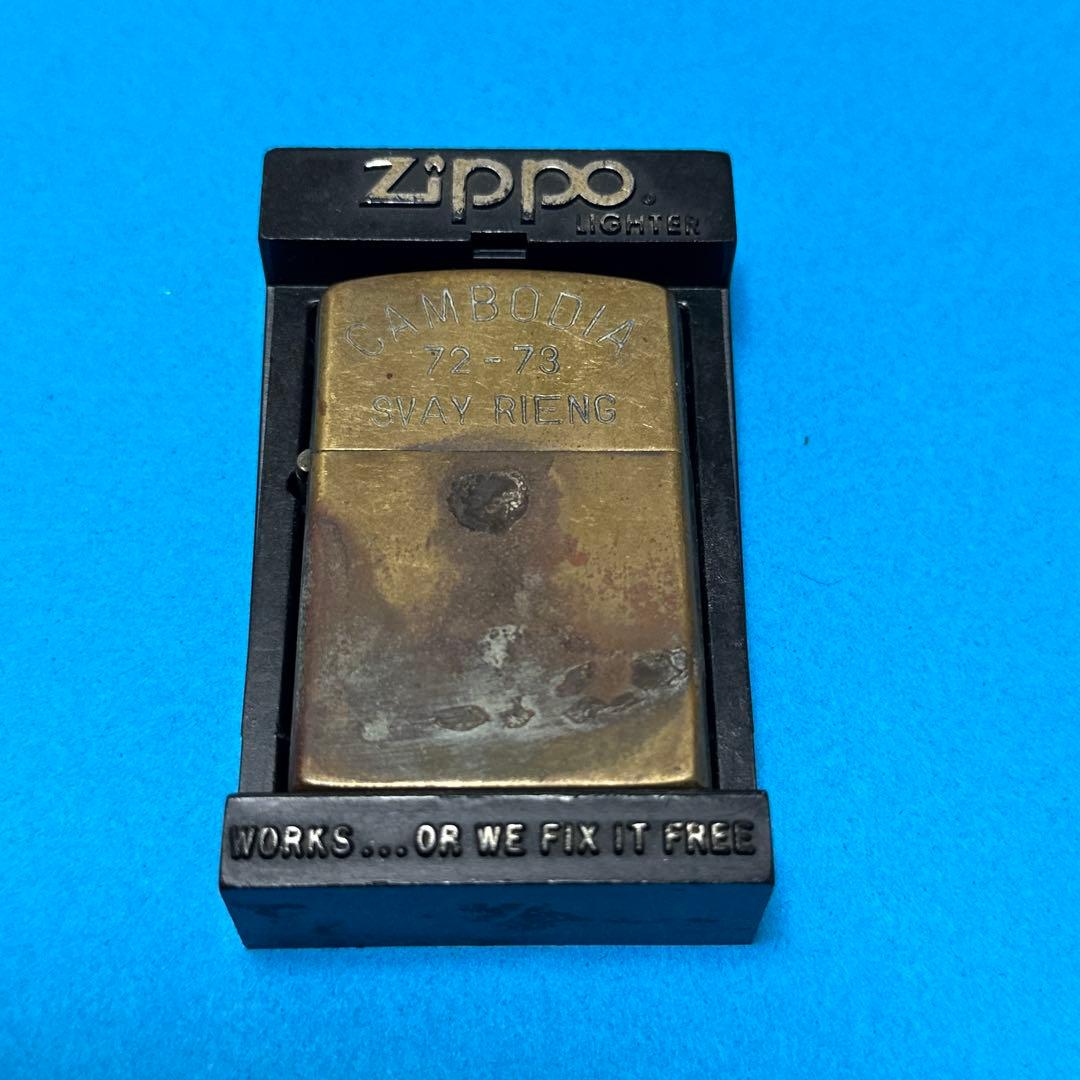 Zippo
LIGHTER
CAMBODIA
72-73
SVAY RIENG
WORKS...OR WE FIX IT FREE